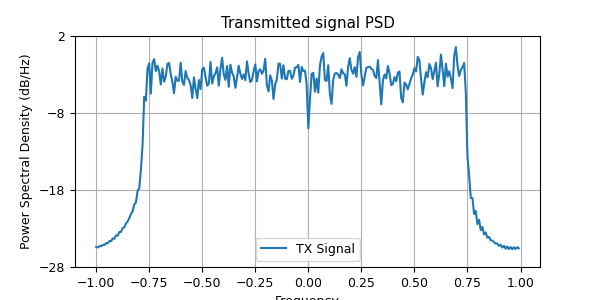 Transmitted signal PSD
Power Spectral Density (dB/Hz)
2
−8
−18
−28
TX Signal
−1.00 −0.75 −0.50 −0.25 0.00 0.25 0.50 0.75 1.00
Frequency